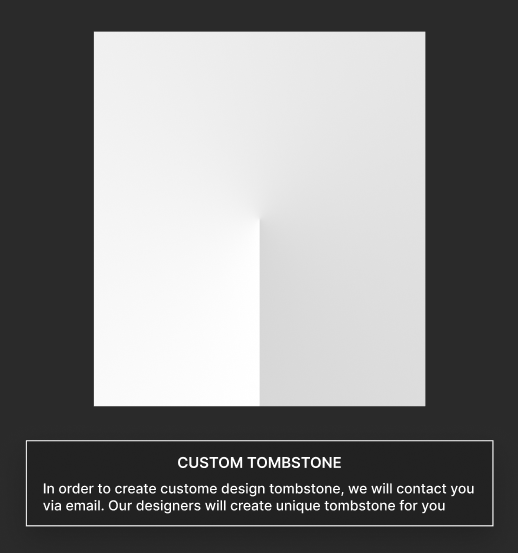 CUSTOM TOMBSTONE
In order to create custome design tombstone, we will contact you
via email. Our designers will create unique tombstone for you